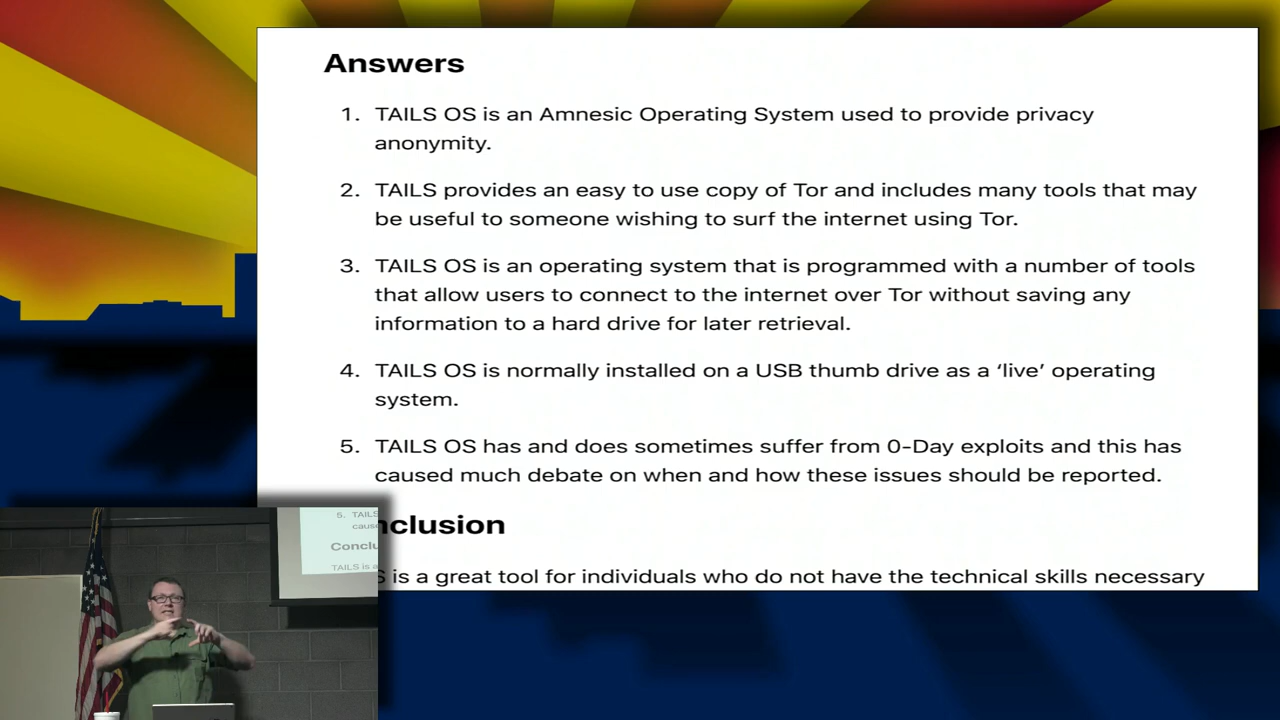 Answers
1. TAILS OS is an Amnesic Operating System used to provide privacy
anonymity.
2. TAILS provides an easy to use copy of Tor and includes many tools that may
be useful to someone wishing to surf the internet using Tor.
3. TAILS OS is an operating system that is programmed with a number of tools
that allow users to connect to the internet over Tor without saving any
information to a hard drive for later retrieval.
4. TAILS OS is normally installed on a USB thumb drive as a ‘live’ operating
system.
5. TAILS OS has and does sometimes suffer from 0-Day exploits and this has
caused much debate on when and how these issues should be reported.
nclusion
S is a great tool for individuals who do not have the technical skills necessary
5. TAILS
caus
Conclu
TAILS is a